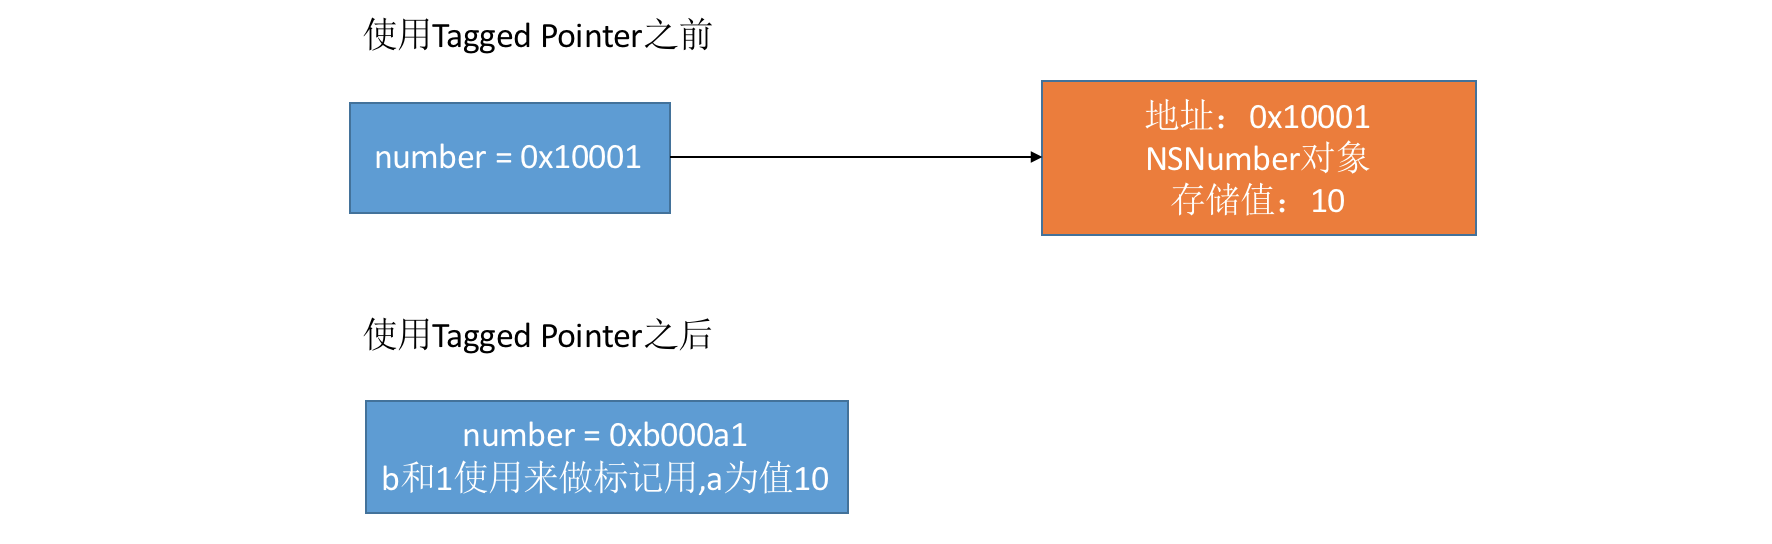 使用Tagged Pointer之前
number = 0x10001
地址：0x10001
NSNumber对象
存储值：10
使用Tagged Pointer之后
number = 0xb000a1
b和1使用来做标记用,a为值10